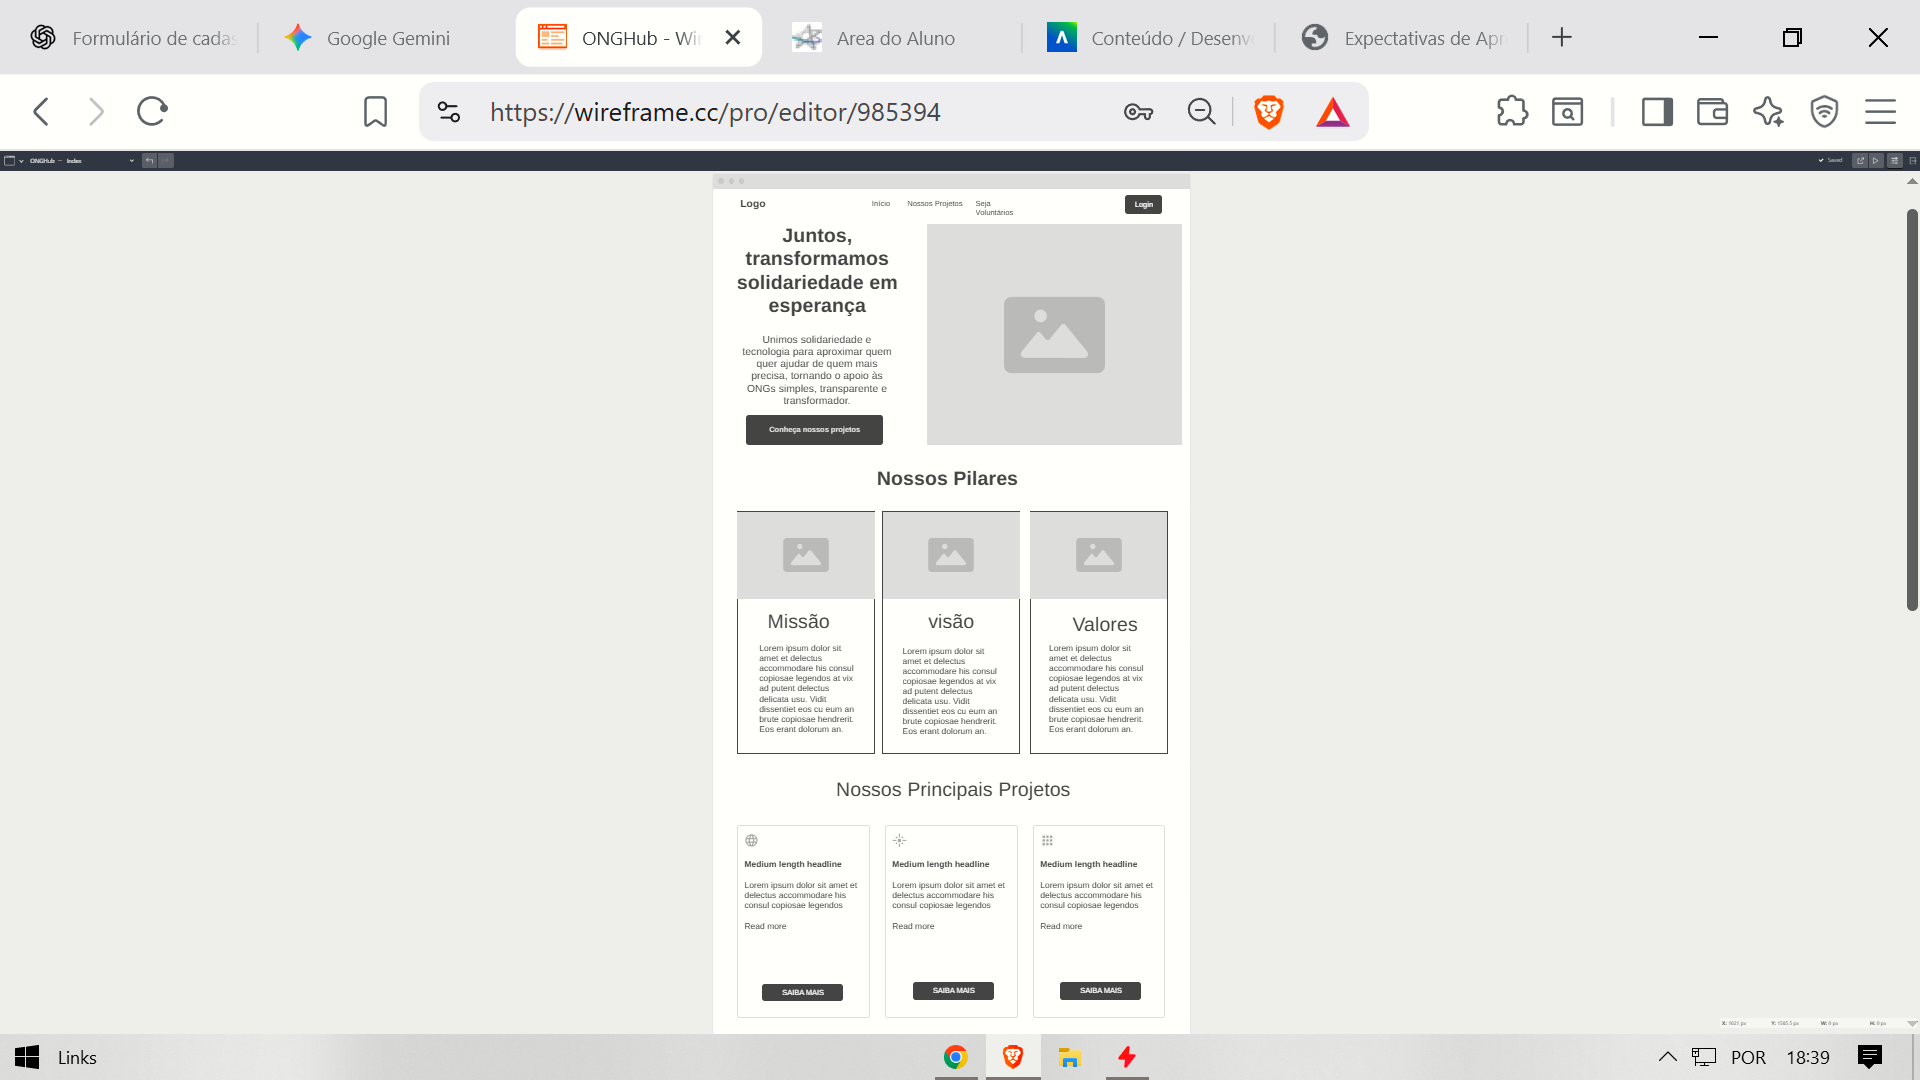 Formulário de cadas
Google Gemini
ONGHub - Wi
Area do Aluno
Conteúdo / Desenv
Expectativas de Apr
https://wireframe.cc/pro/editor/985394
ONGHub — Index
Saved
Logo
Início
Nossos Projetos
Seja
Voluntários
Login
Juntos,
transformamos
solidariedade em
esperança
Unimos solidariedade e
tecnologia para aproximar quem
quer ajudar de quem mais
precisa, tornando o apoio às
ONGs simples, transparente e
transformador.
Conheça nossos projetos
Nossos Pilares
Missão
Lorem ipsum dolor sit
amet et delectus
accommodare his consul
copiosae legendos at vix
ad putent delectus
delicata usu. Vidit
dissentiet eos cu eum an
brute copiosae hendrerit.
Eos erant dolorum an.
visão
Lorem ipsum dolor sit
amet et delectus
accommodare his consul
copiosae legendos at vix
ad putent delectus
delicata usu. Vidit
dissentiet eos cu eum an
brute copiosae hendrerit.
Eos erant dolorum an.
Valores
Lorem ipsum dolor sit
amet et delectus
accommodare his consul
copiosae legendos at vix
ad putent delectus
delicata usu. Vidit
dissentiet eos cu eum an
brute copiosae hendrerit.
Eos erant dolorum an.
Nossos Principais Projetos
Medium length headline
Lorem ipsum dolor sit amet et
delectus accommodare his
consul copiosae legendos
Read more
SAIBA MAIS
Medium length headline
Lorem ipsum dolor sit amet et
delectus accommodare his
consul copiosae legendos
Read more
SAIBA MAIS
Medium length headline
Lorem ipsum dolor sit amet et
delectus accommodare his
consul copiosae legendos
Read more
SAIBA MAIS
W: 0 px
H: 0 px
Links
POR
18:39